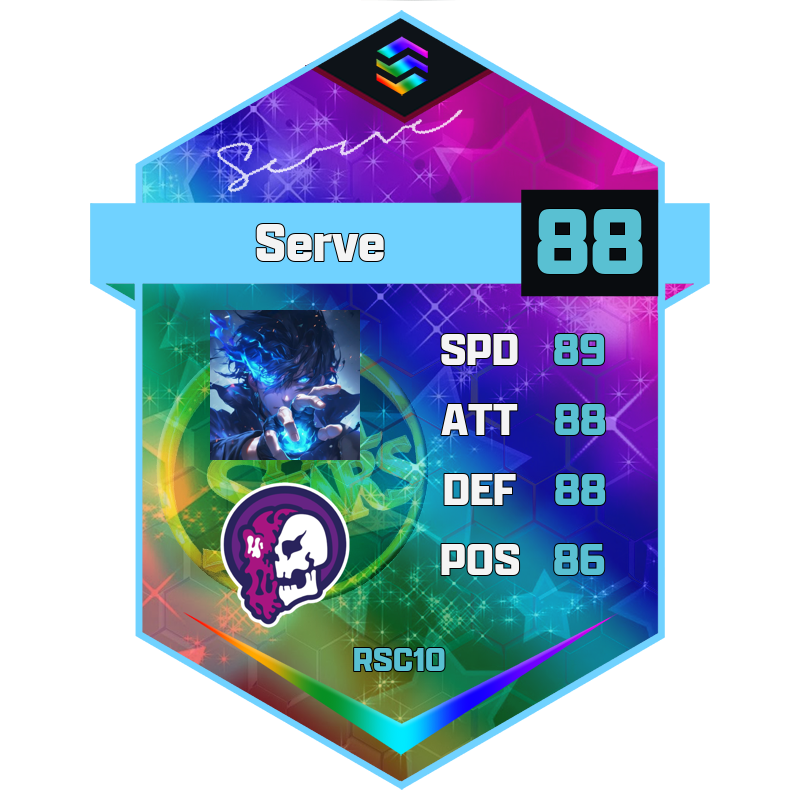 Serve
Serve 88
SPD 89
ATT 88
DEF 88
POS 86
RSC10